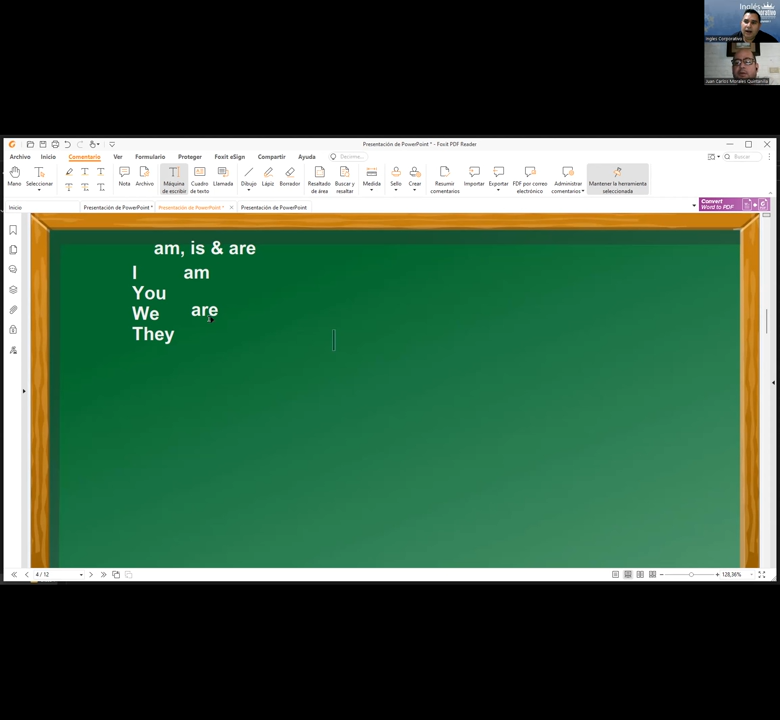 Inglés
Inglés Corporativo
Juan Carlos Morales Quintanilla
Presentación de PowerPoint * - Foxit PDF Reader
Archivo Inicio Comentario Ver Formulario Proteger Foxit eSign Compartir Ayuda Decirme... Buscar
Mano Seleccionar Nota Archivo Máquina de escribir Cuadro de texto Llamada Dibujo Lápiz Borrador Resaltado de área Buscar y resaltar Medida Sello Crear Resumir comentarios Importar Exportar PDF por correo electrónico Administrar comentarios Mantener la herramienta seleccionada
Inicio Presentación de PowerPoint * Presentación de PowerPoint * Presentación de PowerPoint
Convert Word to PDF
am, is & are
I am
You
We are
They
4 / 12 128,36%